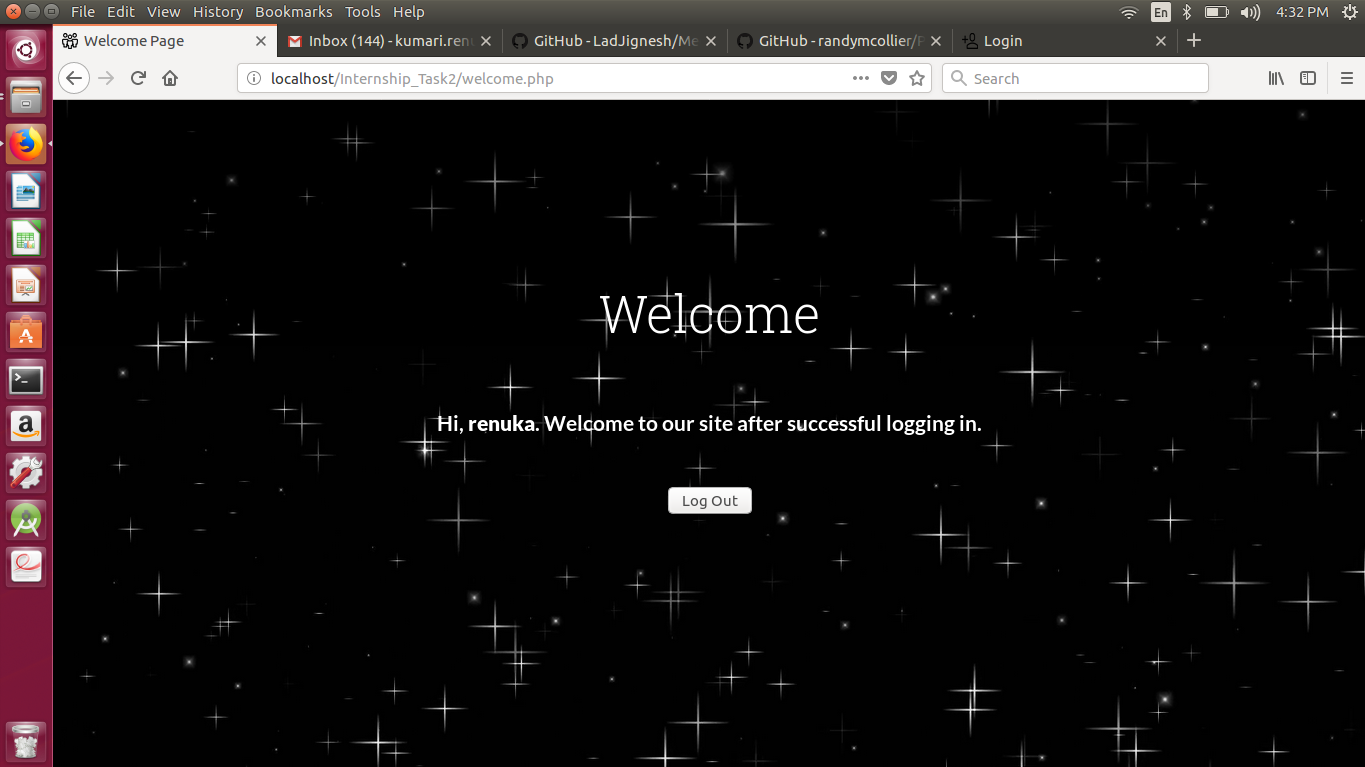 File Edit View History Bookmarks Tools Help
En
4:32 PM
Welcome Page
Inbox (144) - kumari.ren
GitHub - LadJignesh/Me
GitHub - randymcollier/
Login
localhost/Internship_Task2/welcome.php
Search
Welcome
Hi, renuka. Welcome to our site after successful logging in.
Log Out